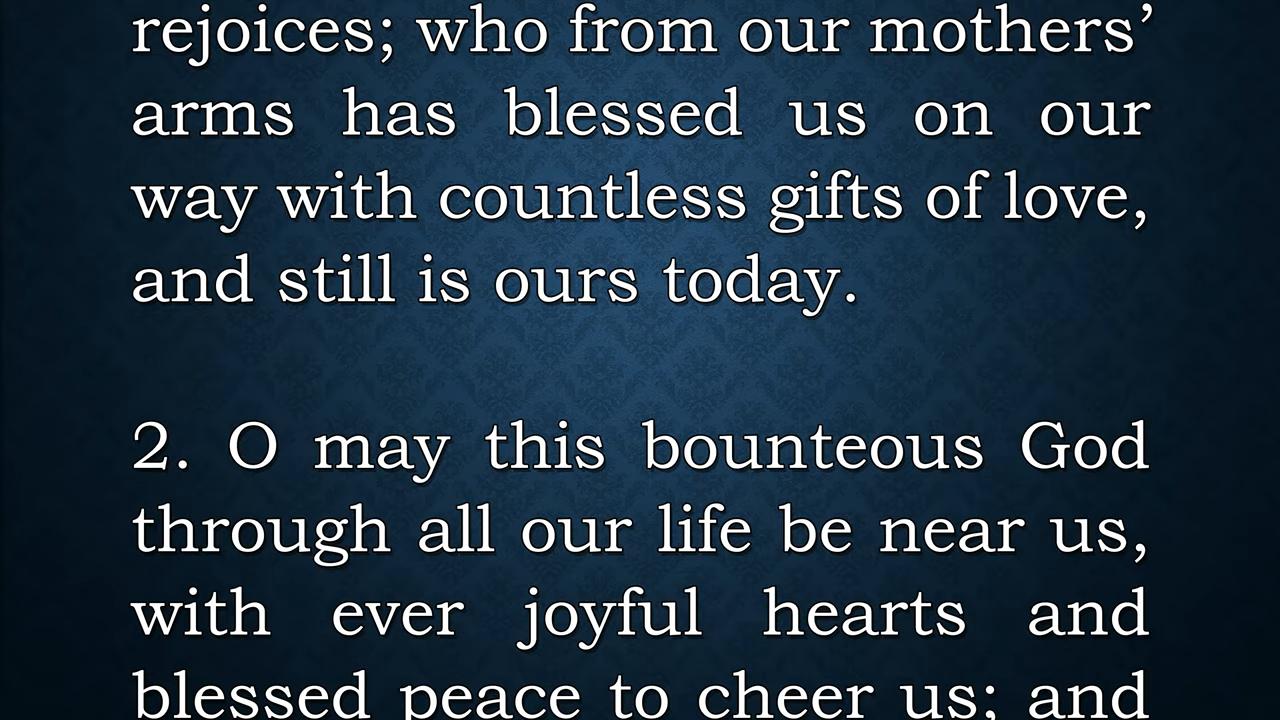 rejoices; who from our mothers’
arms has blessed us on our
way with countless gifts of love,
and still is ours today.
2. O may this bounteous God
through all our life be near us,
with ever joyful hearts and
blessed peace to cheer us; and